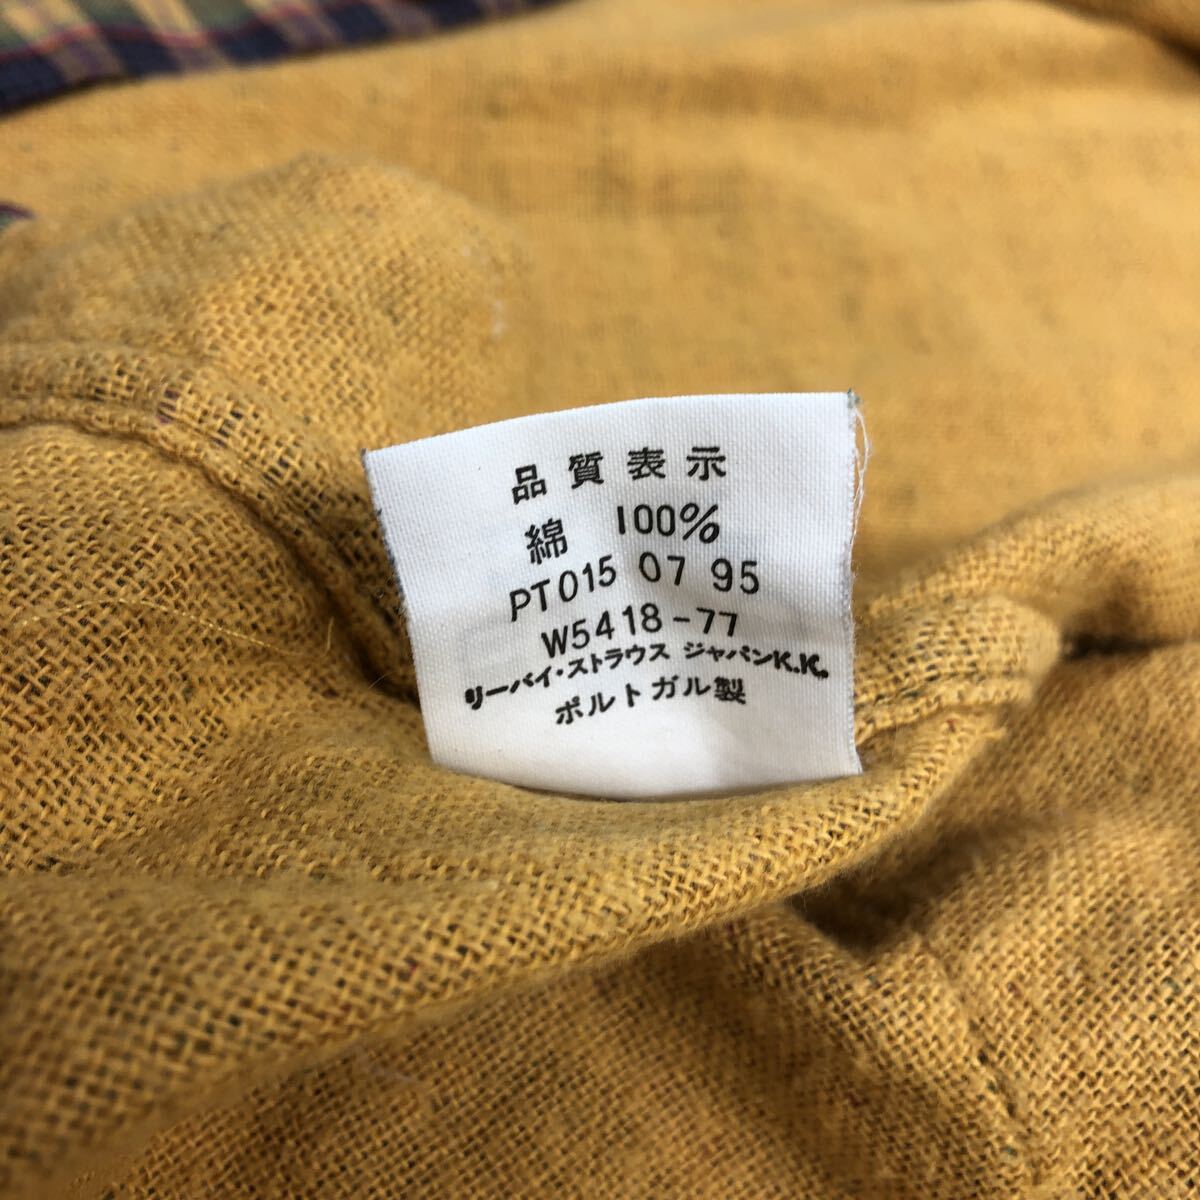 品質表示
綿 100%
PT015 07 95
W5418-77
リーバイ・ストラウス ジャパンK.K.
ポルトガル製